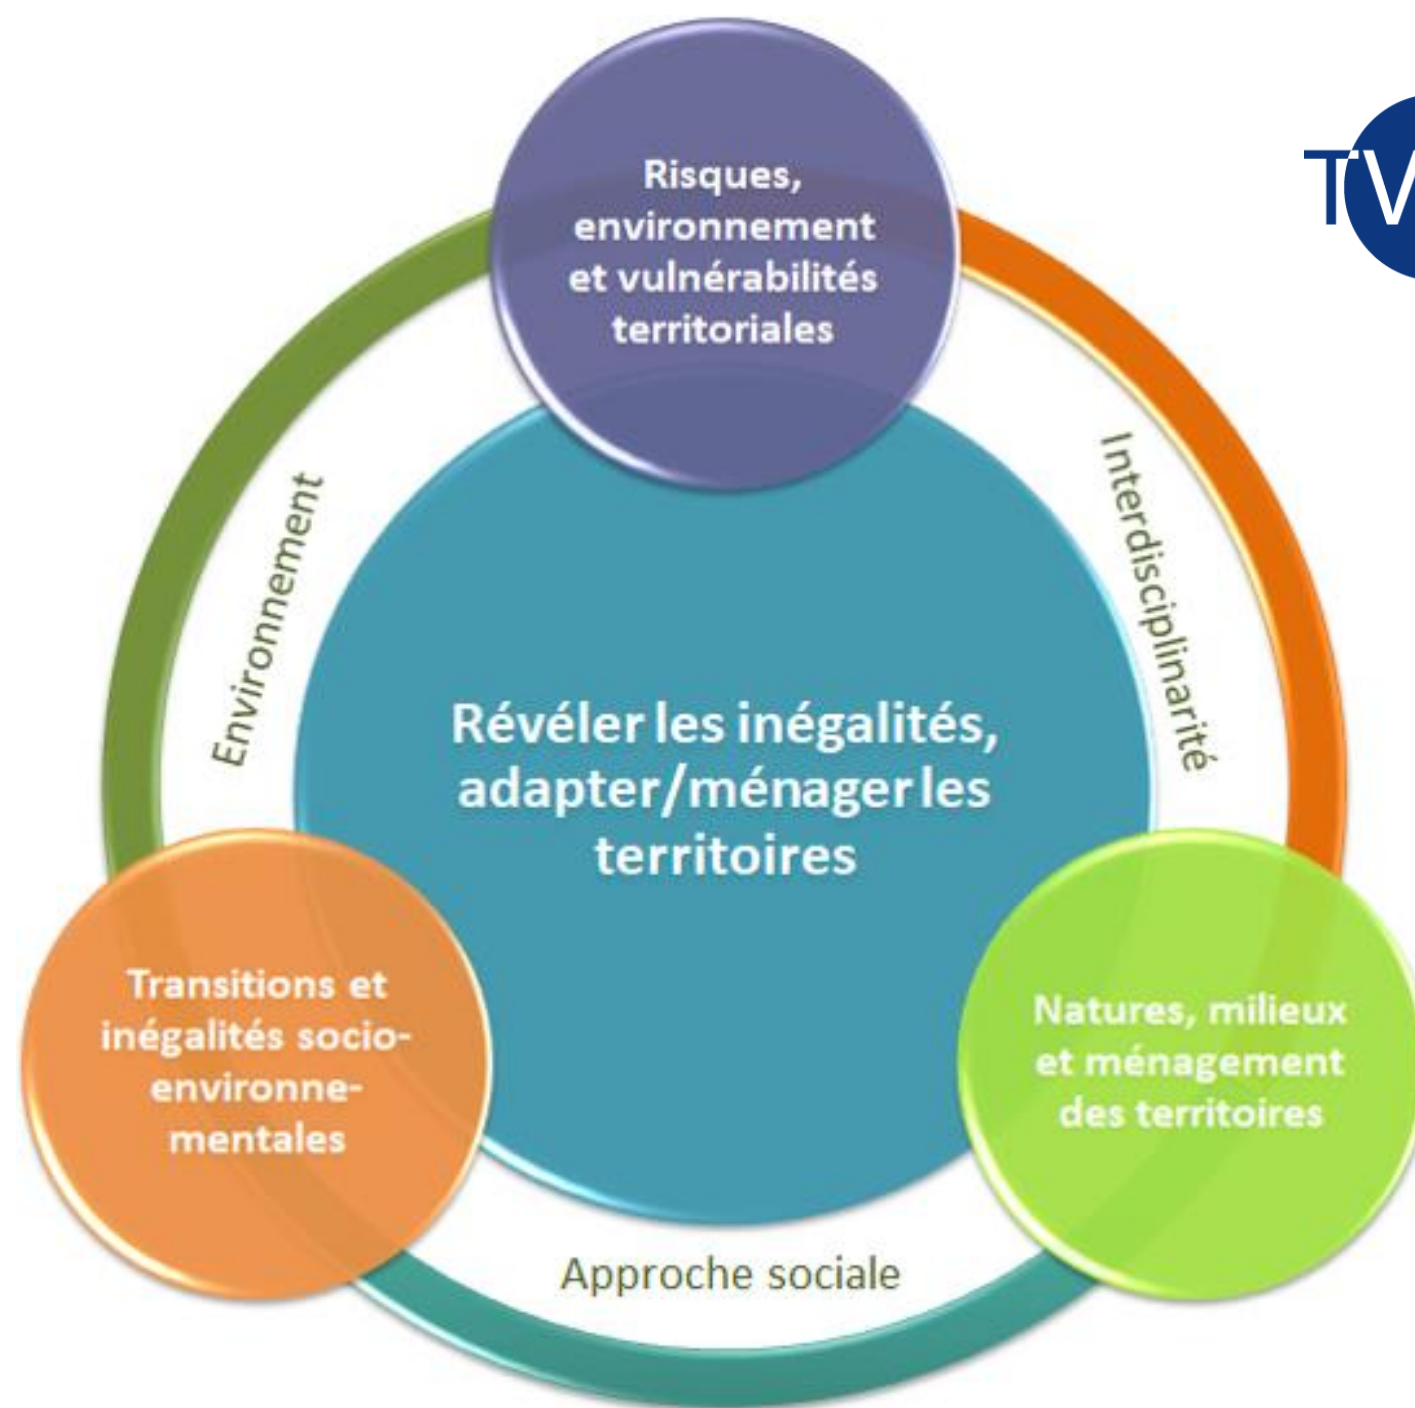 Risques,
environnement
et vulnérabilités
territoriales
TV
Environnement
Interdisciplinarité
Révéler les inégalités,
adapter/ménager les
territoires
Transitions et
inégalités socio-
environne-
mentales
Natures, milieux
et ménagement
des territoires
Approche sociale